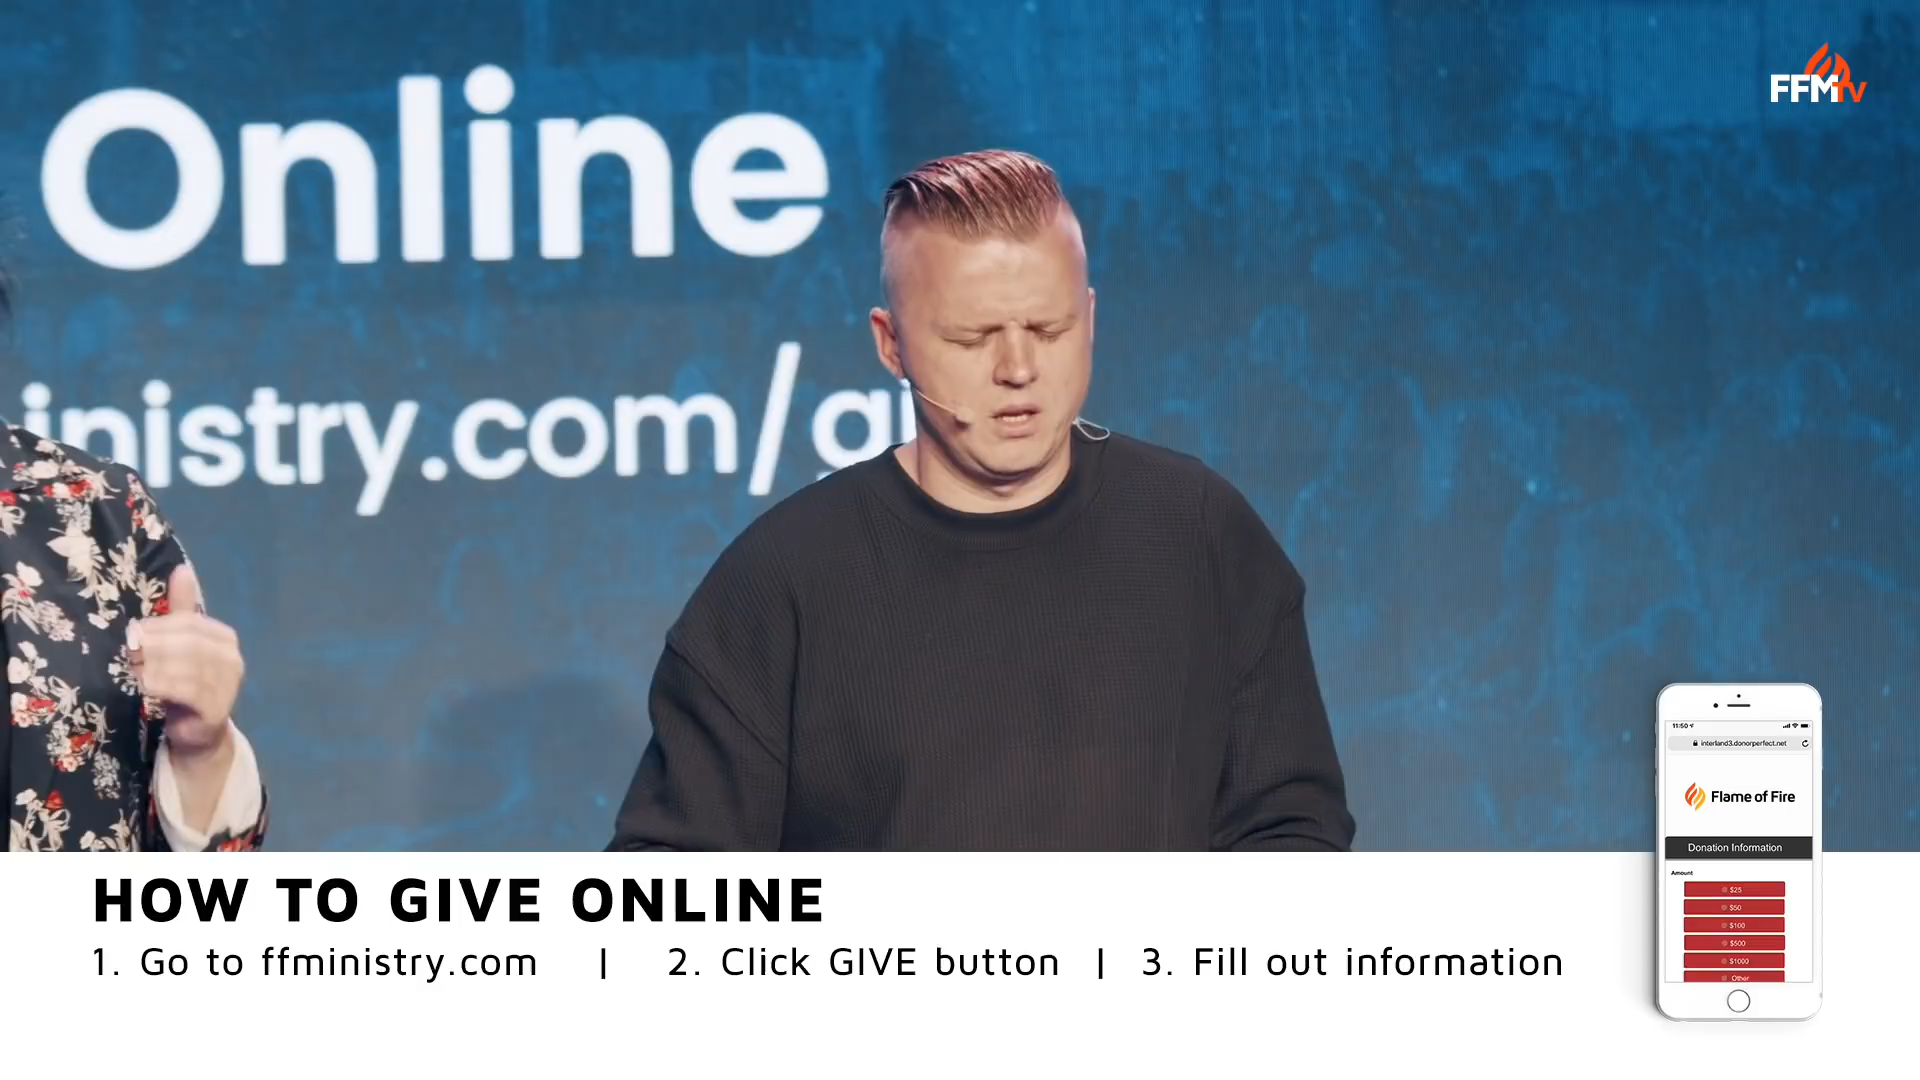 FFMTV
Online
inistry.com/gi
HOW TO GIVE ONLINE
1. Go to ffministry.com | 2. Click GIVE button | 3. Fill out information
11:50
interland3.donorperfect.net
Flame of Fire
Donation Information
Amount
$25
$50
$100
$500
$1000
Other